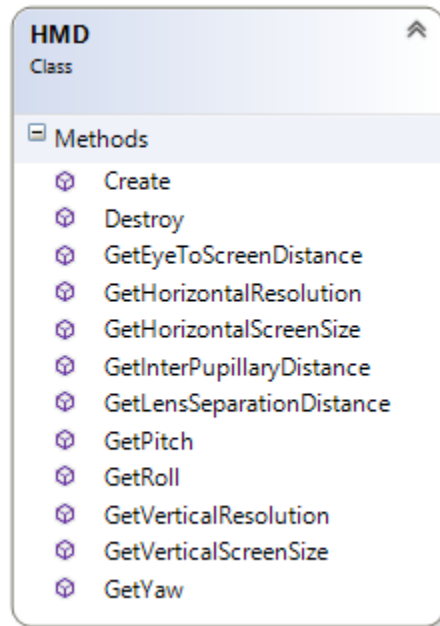 HMD
Class
Methods
Create
Destroy
GetEyeToScreenDistance
GetHorizontalResolution
GetHorizontalScreenSize
GetInterPupillaryDistance
GetLensSeparationDistance
GetPitch
GetRoll
GetVerticalResolution
GetVerticalScreenSize
GetYaw